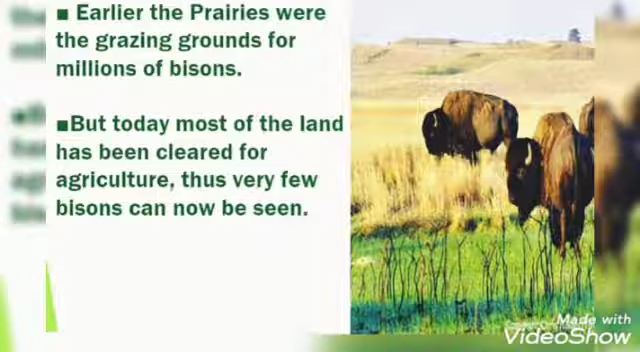 ■ Earlier the Prairies were
the grazing grounds for
millions of bisons.
■But today most of the land
has been cleared for
agriculture, thus very few
bisons can now be seen.
Made with
VideoShow